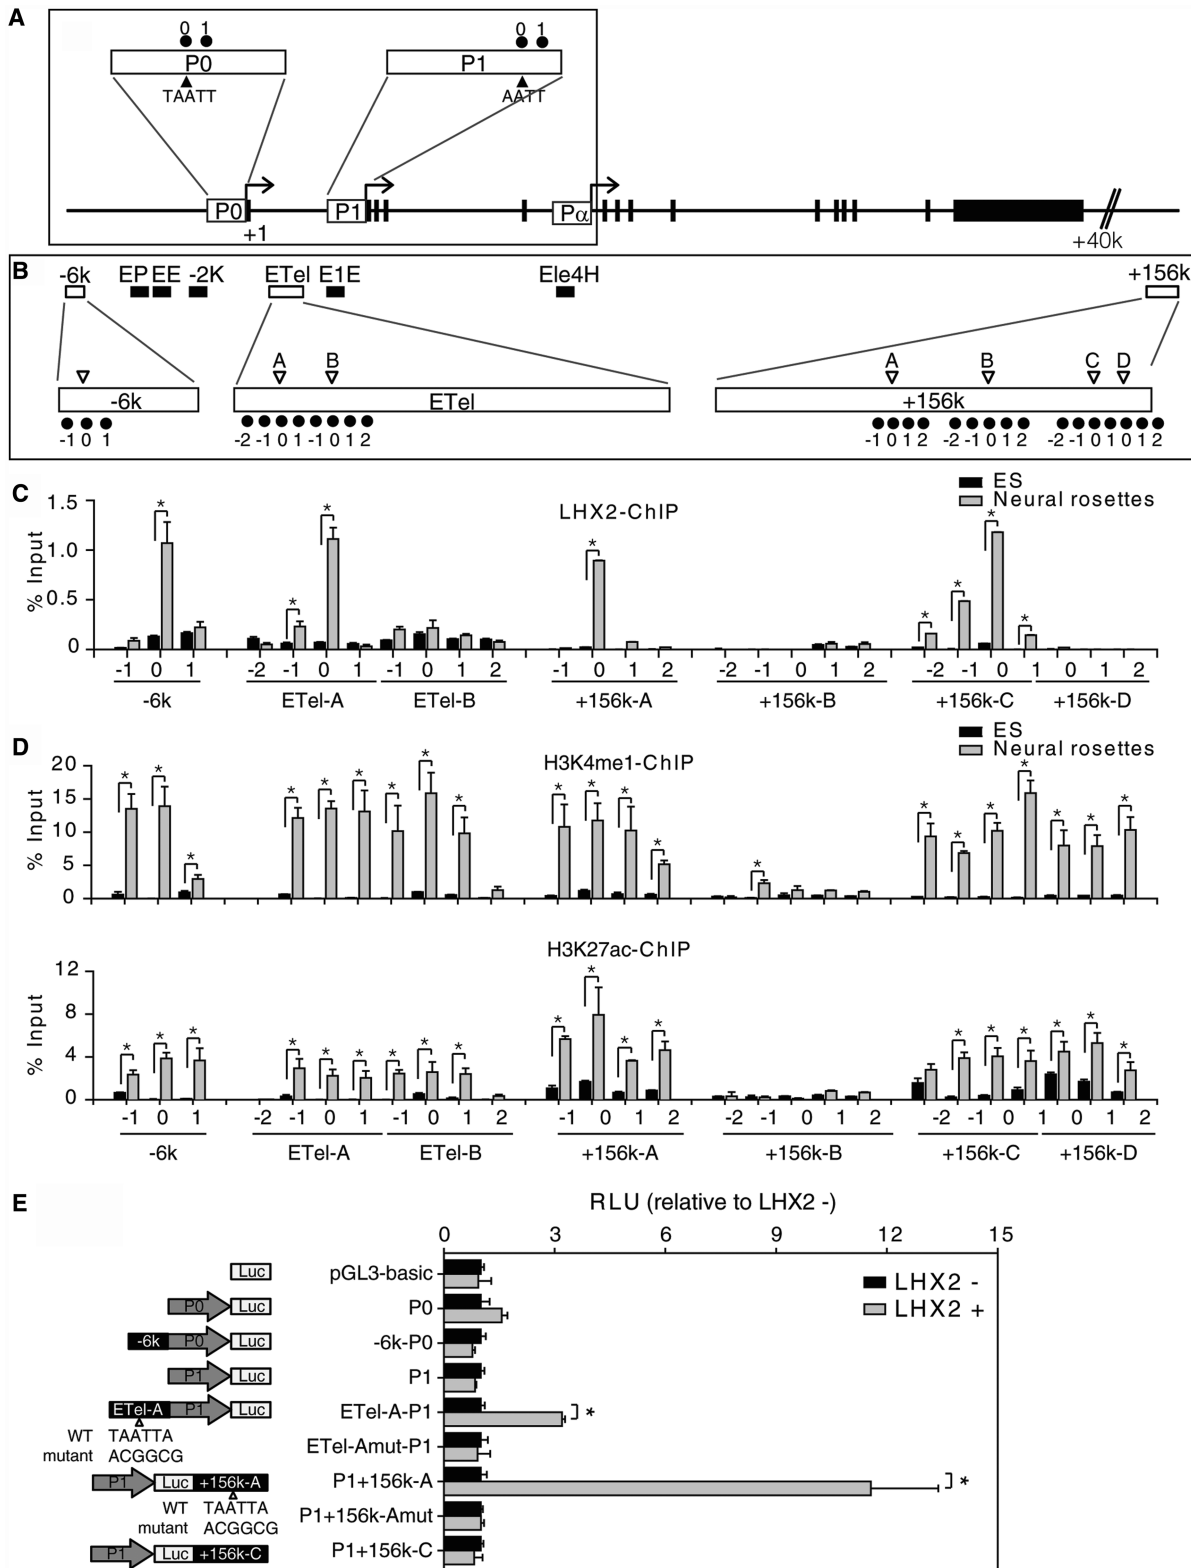 A
0 1
0 1
P0
P1
TAATT
AATT
P0
P1
Pα
+1
+40k
B
-6k
EP EE -2K
ETel E1E
Ele4H
+156k
A B
A B C D
-6k
ETel
+156k
-1 0 1
-2 -1 0 1 -1 0 1 2
-1 0 1 2
-2 -1 0 1 2
-2 -1 0 1 0 1 2
C
LHX2-ChIP
ES
Neural rosettes
% Input
1.5
1.0
0.5
0
* * * * * * * *
-1 0 1
-2 -1 0 1 -1 0 1 2
-1 0 1 2
-2 -1 0 1 2
-2 -1 0 1 0 1 2
-6k
ETel-A
ETel-B
+156k-A
+156k-B
+156k-C
+156k-D
D
ES
Neural rosettes
H3K4me1-ChIP
% Input
20
15
10
5
0
* * * * * * * * * * * * * * * * * * * * *
H3K27ac-ChIP
% Input
12
8
4
0
* * * * * * * * * * * * * * * * * * *
-1 0 1
-2 -1 0 1 -1 0 1 2
-1 0 1 2
-2 -1 0 1 2
-2 -1 0 1 0 1 2
-6k
ETel-A
ETel-B
+156k-A
+156k-B
+156k-C
+156k-D
E
RLU (relative to LHX2 -)
0 3 6 9 12 15
LHX2 -
LHX2 +
Luc
pGL3-basic
P0 Luc
P0
-6k P0 Luc
-6k-P0
P1 Luc
P1
ETel-A P1 Luc
ETel-A-P1
*
WT TAATTA
mutant ACGGCG
ETel-Amut-P1
P1 Luc +156k-A
P1+156k-A
*
WT TAATTA
mutant ACGGCG
P1+156k-Amut
P1 Luc +156k-C
P1+156k-C